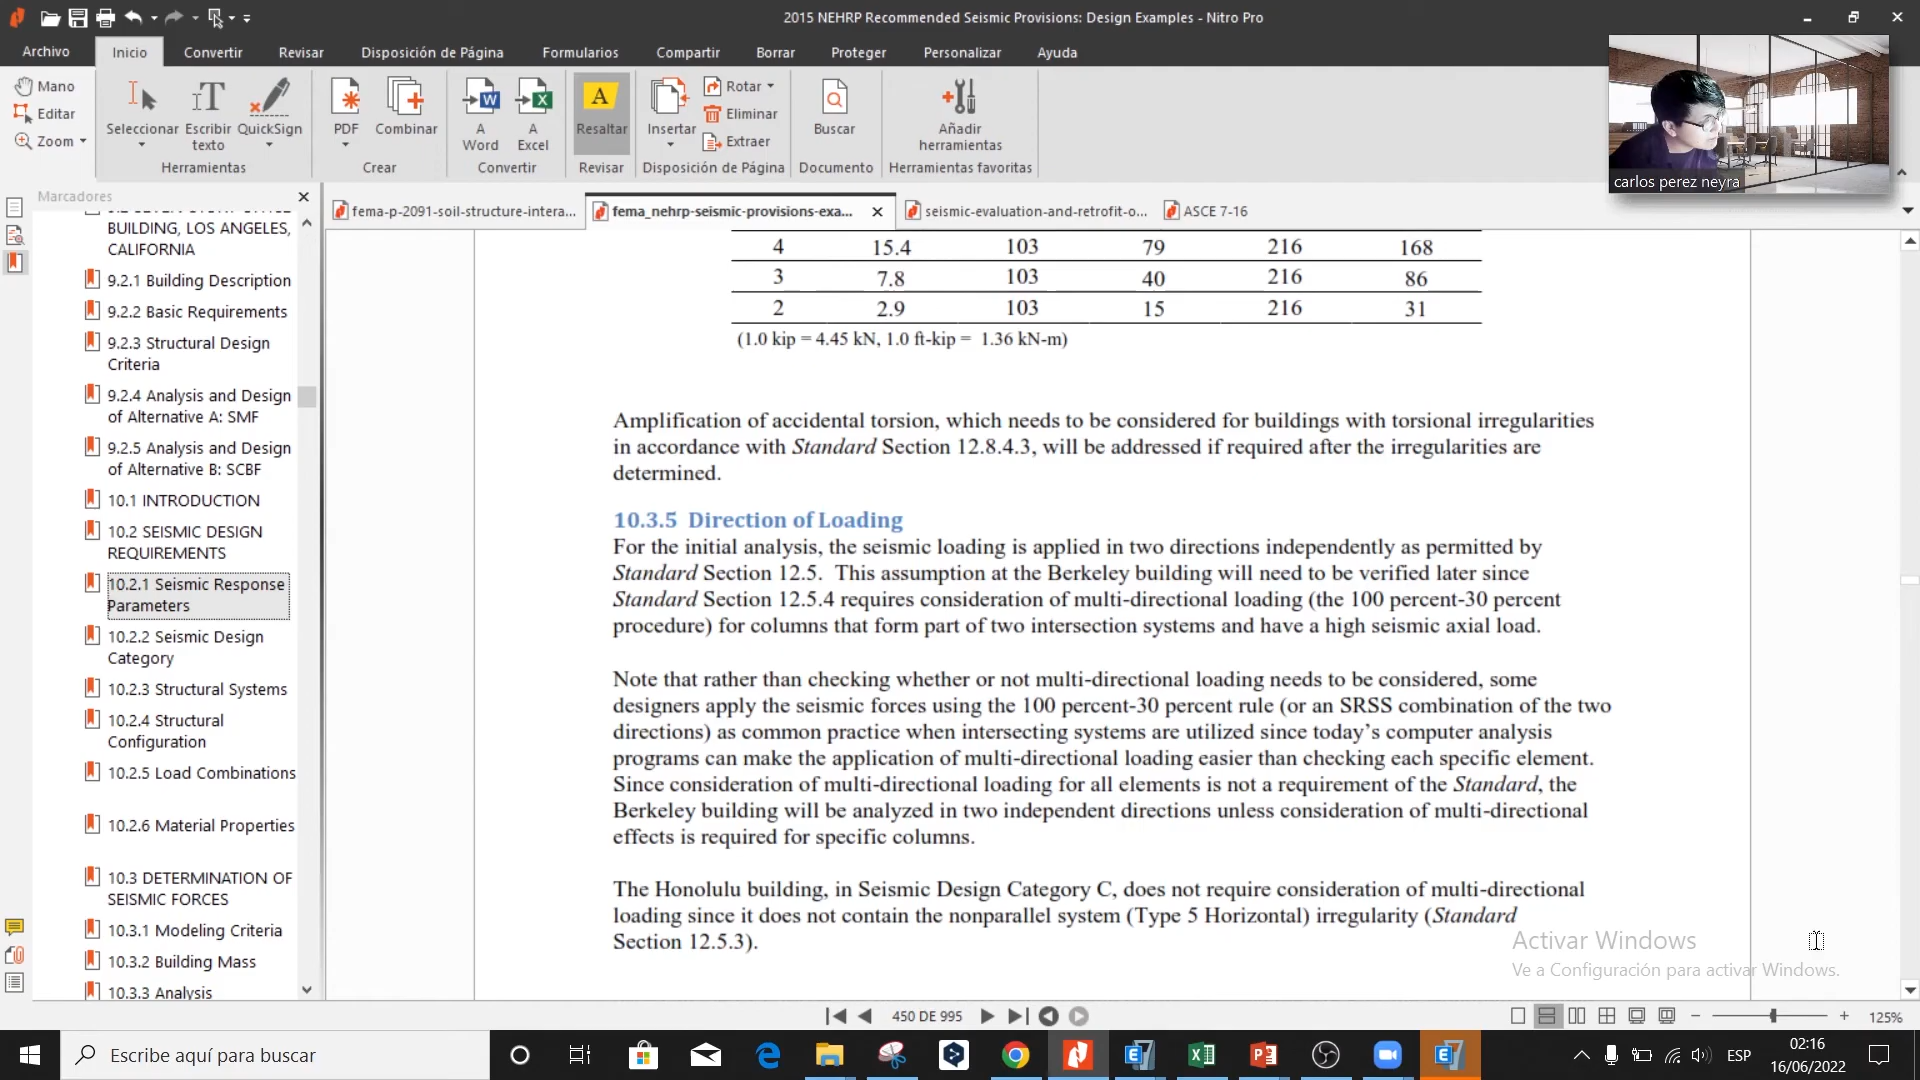 2015 NEHRP Recommended Seismic Provisions: Design Examples - Nitro Pro
Archivo
Inicio
Convertir
Revisar
Disposición de Página
Formularios
Compartir
Borrar
Proteger
Personalizar
Ayuda
Mano
Editar
Zoom
Seleccionar
Escribir texto
QuickSign
Herramientas
PDF
Combinar
Crear
A Word
A Excel
Convertir
Resaltar
Revisar
Insertar
Rotar
Eliminar
Extraer
Disposición de Página
Buscar
Documento
Añadir herramientas
Herramientas favoritas
carlos perez neyra
Marcadores
fema-p-2091-soil-structure-intera...
fema_nehrp-seismic-provisions-exa...
seismic-evaluation-and-retrofit-o...
ASCE 7-16
BUILDING, LOS ANGELES,
CALIFORNIA
9.2.1 Building Description
9.2.2 Basic Requirements
9.2.3 Structural Design
Criteria
9.2.4 Analysis and Design
of Alternative A: SMF
9.2.5 Analysis and Design
of Alternative B: SCBF
10.1 INTRODUCTION
10.2 SEISMIC DESIGN
REQUIREMENTS
10.2.1 Seismic Response
Parameters
10.2.2 Seismic Design
Category
10.2.3 Structural Systems
10.2.4 Structural
Configuration
10.2.5 Load Combinations
10.2.6 Material Properties
10.3 DETERMINATION OF
SEISMIC FORCES
10.3.1 Modeling Criteria
10.3.2 Building Mass
10.3.3 Analysis
4 15.4 103 79 216 168
3 7.8 103 40 216 86
2 2.9 103 15 216 31
(1.0 kip = 4.45 kN, 1.0 ft-kip = 1.36 kN-m)
Amplification of accidental torsion, which needs to be considered for buildings with torsional irregularities
in accordance with Standard Section 12.8.4.3, will be addressed if required after the irregularities are
determined.
10.3.5 Direction of Loading
For the initial analysis, the seismic loading is applied in two directions independently as permitted by
Standard Section 12.5. This assumption at the Berkeley building will need to be verified later since
Standard Section 12.5.4 requires consideration of multi-directional loading (the 100 percent-30 percent
procedure) for columns that form part of two intersection systems and have a high seismic axial load.
Note that rather than checking whether or not multi-directional loading needs to be considered, some
designers apply the seismic forces using the 100 percent-30 percent rule (or an SRSS combination of the two
directions) as common practice when intersecting systems are utilized since today's computer analysis
programs can make the application of multi-directional loading easier than checking each specific element.
Since consideration of multi-directional loading for all elements is not a requirement of the Standard, the
Berkeley building will be analyzed in two independent directions unless consideration of multi-directional
effects is required for specific columns.
The Honolulu building, in Seismic Design Category C, does not require consideration of multi-directional
loading since it does not contain the nonparallel system (Type 5 Horizontal) irregularity (Standard
Section 12.5.3).
Activar Windows
Ve a Configuración para activar Windows.
450 DE 995
125%
Escribe aquí para buscar
ESP
02:16
16/06/2022